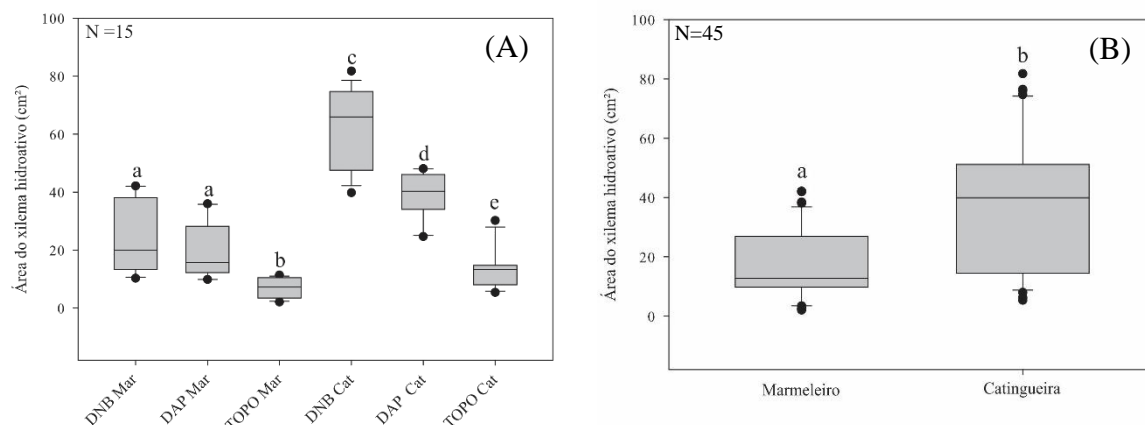 N =15
(A)
Área do xilema hidroativo (cm²)
100
80
60
40
20
0
a
a
b
c
d
e
DNB Mar
DAP Mar
TOPO Mar
DNB Cat
DAP Cat
TOPO Cat
N=45
(B)
Área do xilema hidroativo (cm²)
100
80
60
40
20
0
a
b
Marmeleiro
Catingueira